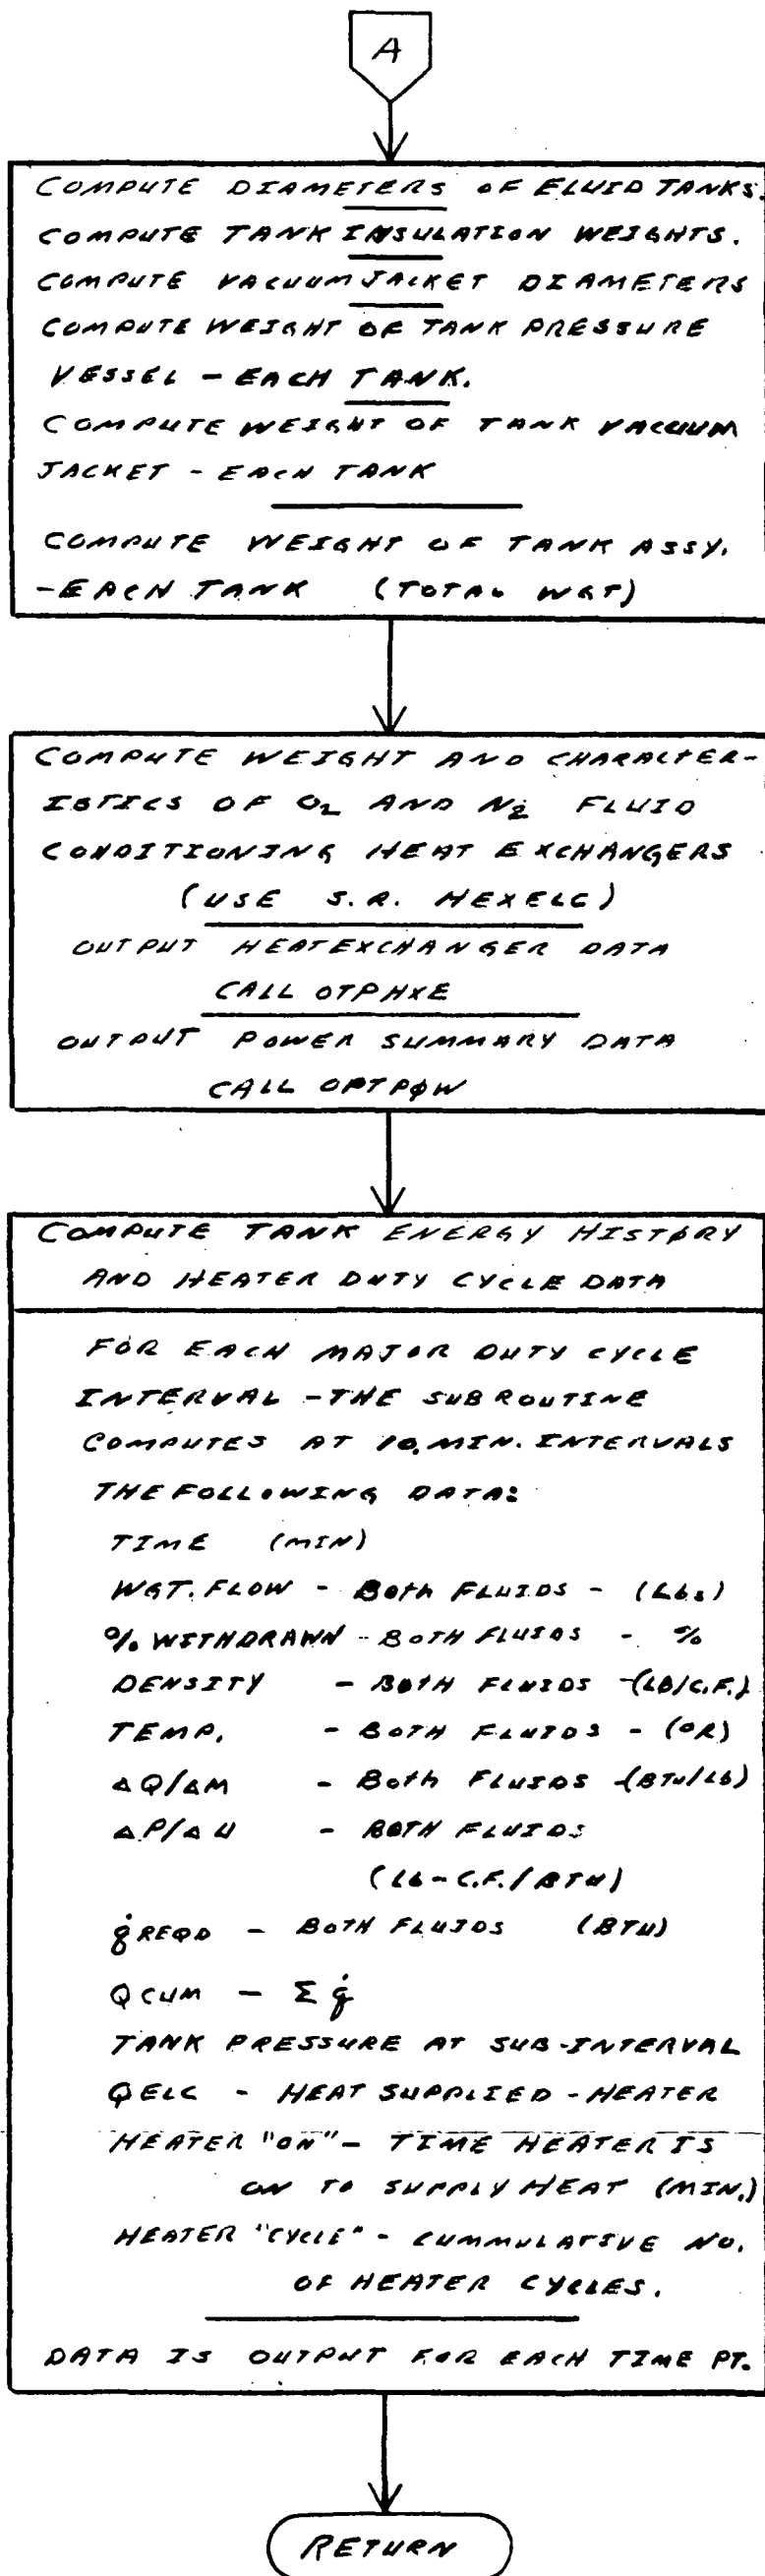 A
COMPUTE DIAMETERS OF FLUID TANKS.
COMPUTE TANK INSULATION WEIGHTS.
COMPUTE VACUUM JACKET DIAMETERS
COMPUTE WEIGHT OF TANK PRESSURE
VESSEL - EACH TANK.
COMPUTE WEIGHT OF TANK VACUUM
JACKET - EACH TANK
COMPUTE WEIGHT OF TANK ASSY.
-EACH TANK (TOTAL WGT)
COMPUTE WEIGHT AND CHARACTER-
ISTICS OF O2 AND N2 FLUID
CONDITIONING HEAT EXCHANGERS
(USE S.R. HEXELC)
OUTPUT HEATEXCHANGER DATA
CALL OTPHXE
OUTPUT POWER SUMMARY DATA
CALL OPTPØW
COMPUTE TANK ENERGY HISTØRY
AND HEATER DUTY CYCLE DATA
FOR EACH MAJOR DUTY CYCLE
INTERVAL - THE SUBROUTINE
COMPUTES AT 10. MIN. INTERVALS
THE FOLLOWING DATA:
TIME (MIN)
WGT. FLOW - BOTH FLUIDS - (LBS)
% WITHDRAWN - BOTH FLUIDS - %
DENSITY - BOTH FLUIDS - (LB/C.F.)
TEMP. - BOTH FLUIDS - (°R)
ΔQ/ΔM - BOTH FLUIDS - (BTU/LB)
ΔP/ΔU - BOTH FLUIDS
(LB-C.F./BTU)
q̇ REQD - BOTH FLUIDS (BTU)
QCUM - Σ q̇
TANK PRESSURE AT SUB-INTERVAL
QELC - HEAT SUPPLIED - HEATER
HEATER "ON" - TIME HEATER IS
ON TO SUPPLY HEAT (MIN.)
HEATER "CYCLE" - CUMMULATIVE NO.
OF HEATER CYCLES.
DATA IS OUTPUT FOR EACH TIME PT.
RETURN